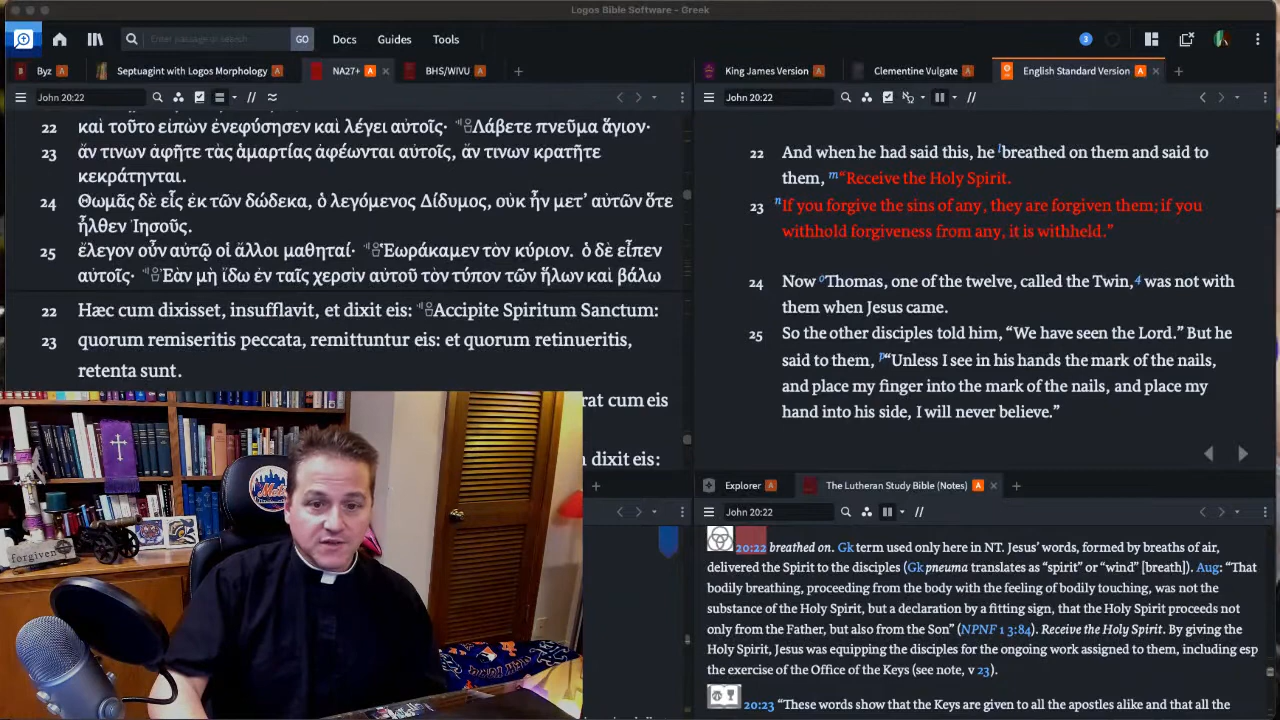 Logos Bible Software - Greek
Enter passage or search
GO
Docs
Guides
Tools
3
Byz A
Septuagint with Logos Morphology A
NA27+ A
BHS/WIVU A
King James Version A
Clementine Vulgate A
English Standard Version A
John 20:22
John 20:22
22 καὶ τοῦτο εἰπὼν ἐνεφύσησεν καὶ λέγει αὐτοῖς· Λάβετε πνεῦμα ἅγιον·
23 ἄν τινων ἀφῆτε τὰς ἁμαρτίας ἀφέωνται αὐτοῖς, ἄν τινων κρατῆτε
κεκράτηνται.
24 Θωμᾶς δὲ εἷς ἐκ τῶν δώδεκα, ὁ λεγόμενος Δίδυμος, οὐκ ἦν μετ’ αὐτῶν ὅτε
ἦλθεν Ἰησοῦς.
25 ἔλεγον οὖν αὐτῷ οἱ ἄλλοι μαθηταί· Ἑωράκαμεν τὸν κύριον. ὁ δὲ εἶπεν
αὐτοῖς· Ἐὰν μὴ ἴδω ἐν ταῖς χερσὶν αὐτοῦ τὸν τύπον τῶν ἥλων καὶ βάλω
22 Hæc cum dixisset, insufflavit, et dixit eis: Accipite Spiritum Sanctum:
23 quorum remiseritis peccata, remittuntur eis: et quorum retinueritis,
retenta sunt.
rat cum eis
n dixit eis:
22 And when he had said this, he lbreathed on them and said to
them, m“Receive the Holy Spirit.
23 nIf you forgive the sins of any, they are forgiven them; if you
withhold forgiveness from any, it is withheld.”
24 Now oThomas, one of the twelve, called the Twin,4 was not with
them when Jesus came.
25 So the other disciples told him, “We have seen the Lord.” But he
said to them, p“Unless I see in his hands the mark of the nails,
and place my finger into the mark of the nails, and place my
hand into his side, I will never believe.”
Explorer A
The Lutheran Study Bible (Notes) A
John 20:22
20:22 breathed on. Gk term used only here in NT. Jesus’ words, formed by breaths of air,
delivered the Spirit to the disciples (Gk pneuma translates as “spirit” or “wind” [breath]). Aug: “That
bodily breathing, proceeding from the body with the feeling of bodily touching, was not the
substance of the Holy Spirit, but a declaration by a fitting sign, that the Holy Spirit proceeds not
only from the Father, but also from the Son” (NPNF 1 3:84). Receive the Holy Spirit. By giving the
Holy Spirit, Jesus was equipping the disciples for the ongoing work assigned to them, including esp
the exercise of the Office of the Keys (see note, v 23).
20:23 “These words show that the Keys are given to all the apostles alike and that all the
Mets
forgiven